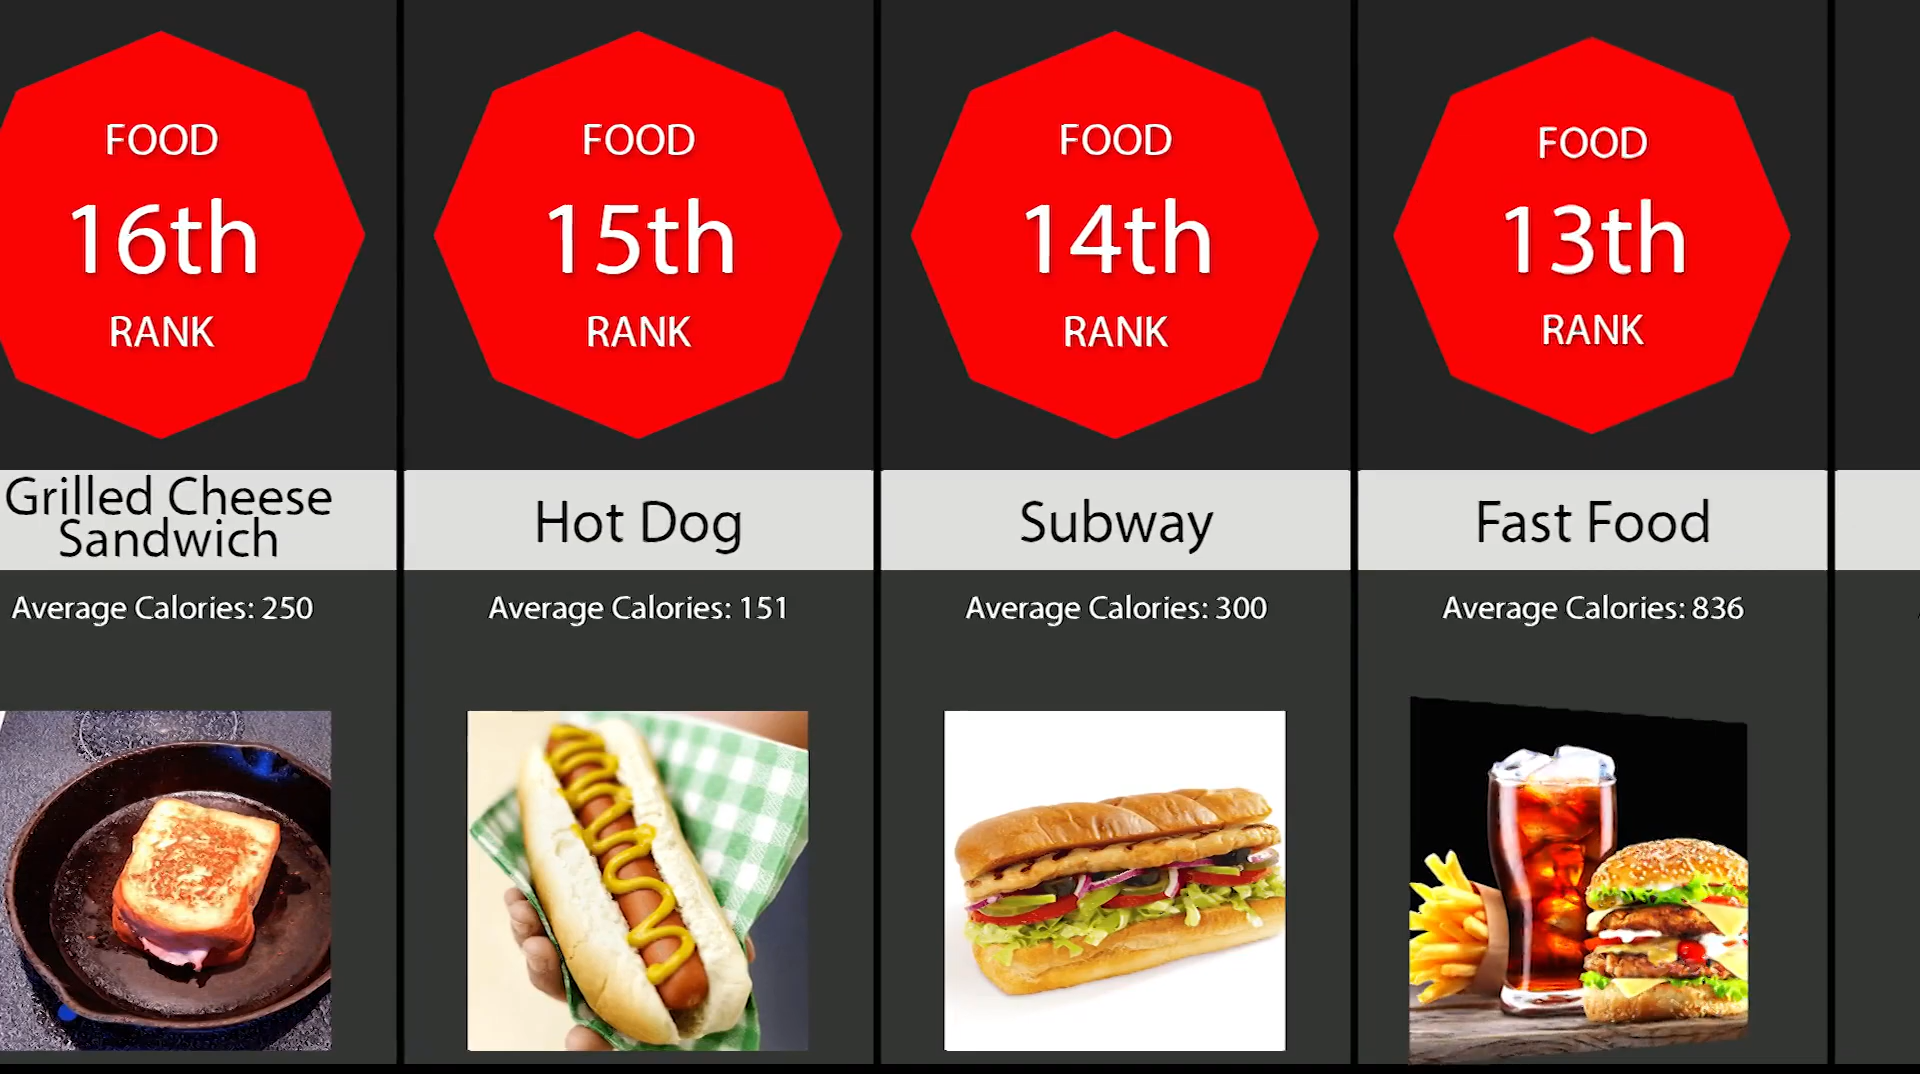 FOOD
16th
RANK
Grilled Cheese
Sandwich
Average Calories: 250
FOOD
15th
RANK
Hot Dog
Average Calories: 151
FOOD
14th
RANK
Subway
Average Calories: 300
FOOD
13th
RANK
Fast Food
Average Calories: 836